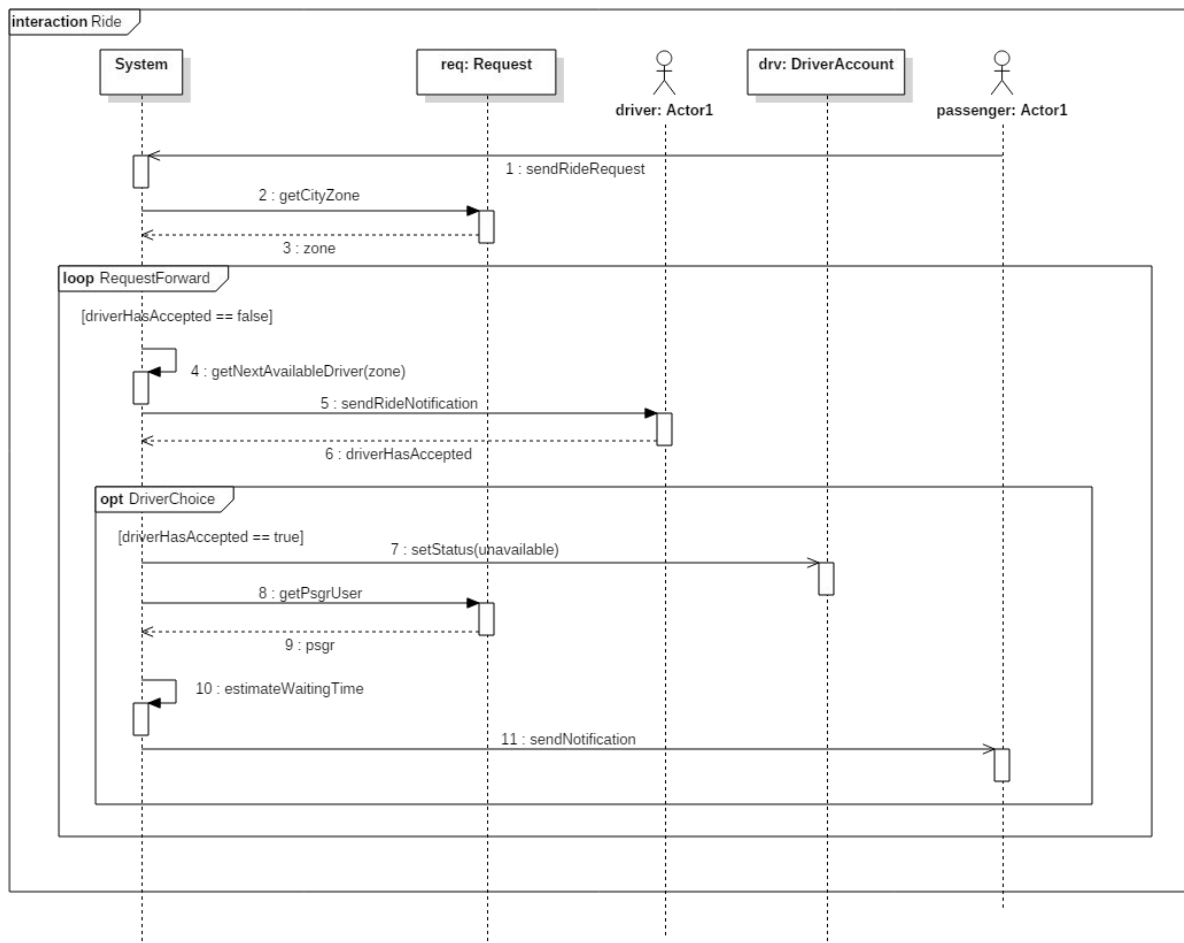 interaction Ride
System
req: Request
driver: Actor1
drv: DriverAccount
passenger: Actor1
1 : sendRideRequest
2 : getCityZone
3 : zone
loop RequestForward
[driverHasAccepted == false]
4 : getNextAvailableDriver(zone)
5 : sendRideNotification
6 : driverHasAccepted
opt DriverChoice
[driverHasAccepted == true]
7 : setStatus(unavailable)
8 : getPsgrUser
9 : psgr
10 : estimateWaitingTime
11 : sendNotification